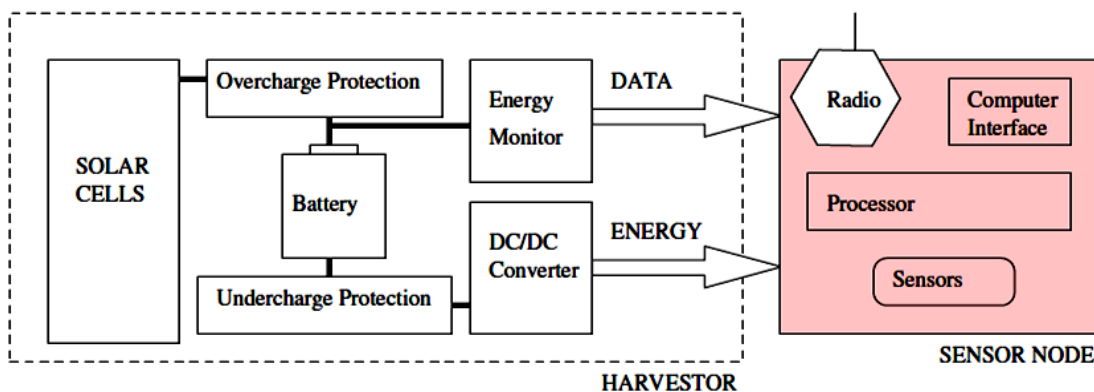 Overcharge Protection
SOLAR
CELLS
Battery
Undercharge Protection
Energy
Monitor
DC/DC
Converter
DATA
ENERGY
HARVESTOR
Radio
Computer
Interface
Processor
Sensors
SENSOR NODE